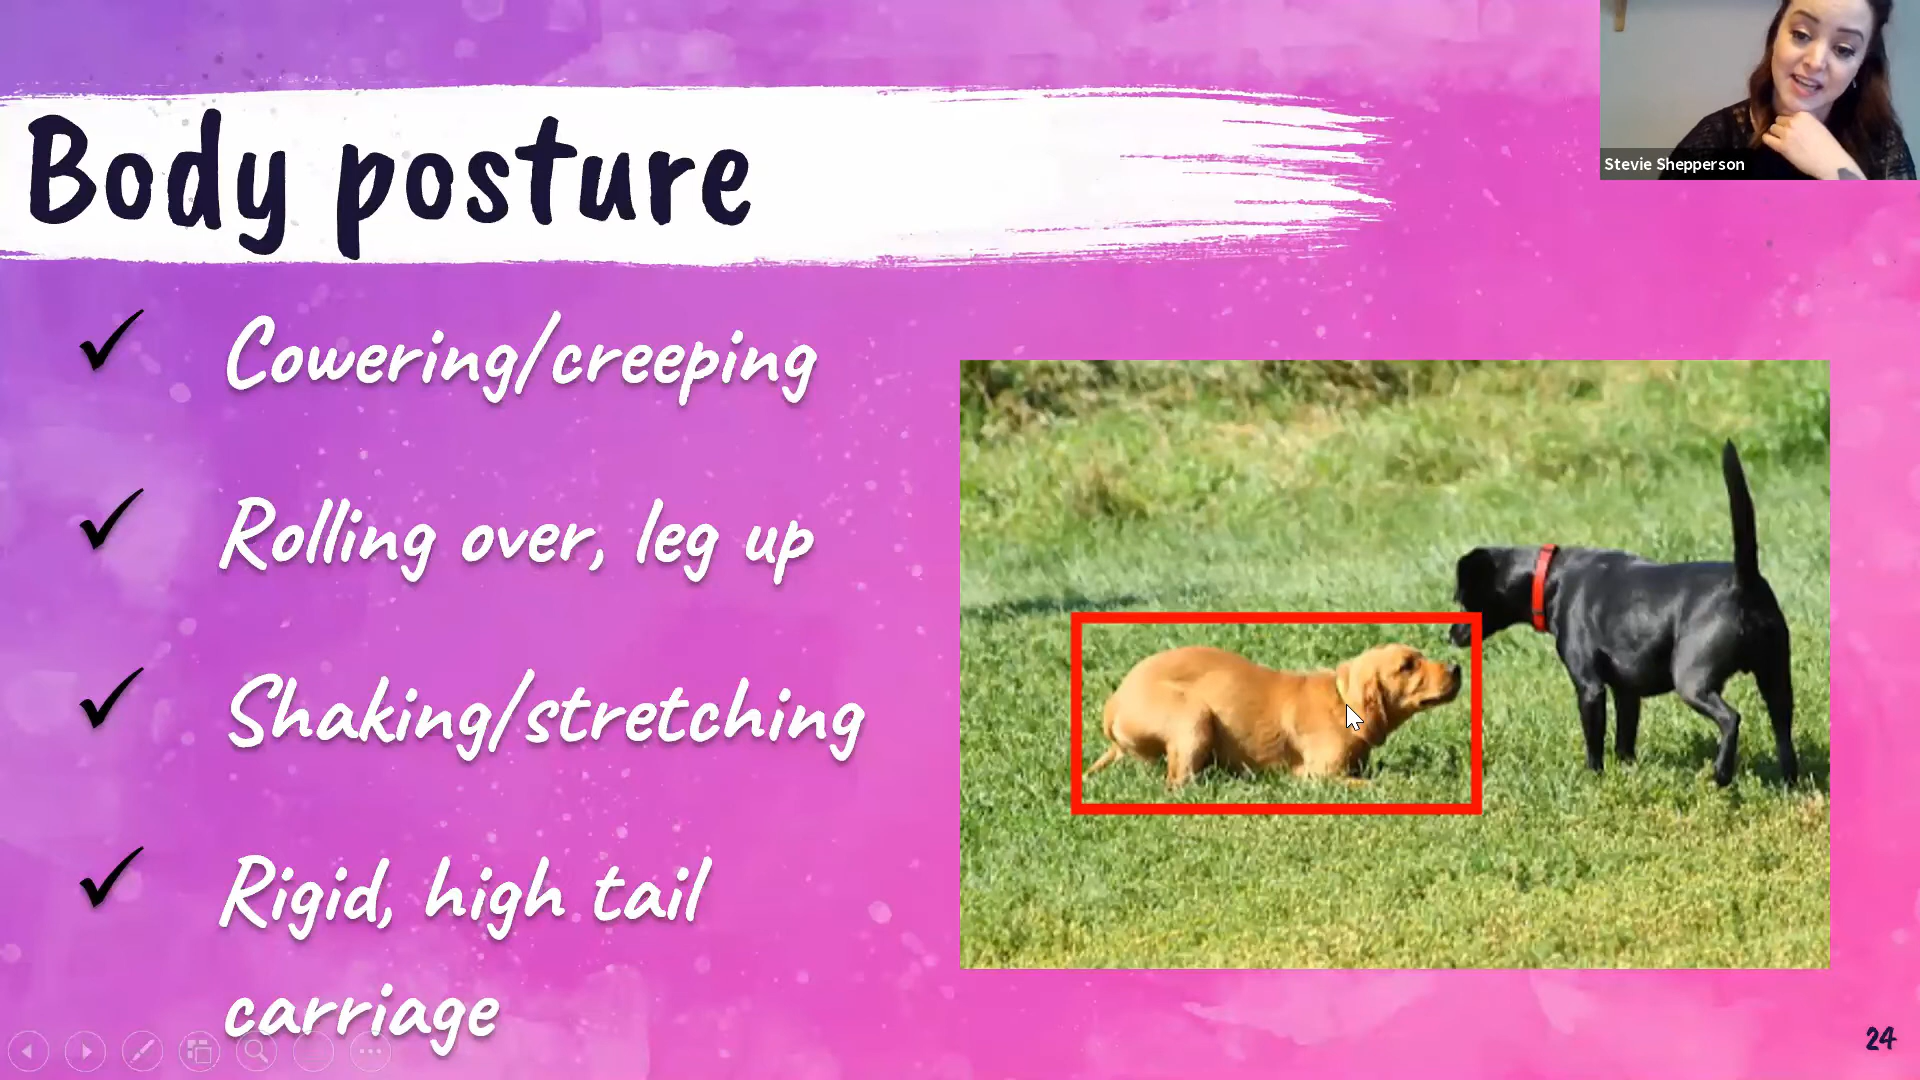 Body posture
Stevie Shepperson
Cowering/creeping
Rolling over, leg up
Shaking/stretching
Rigid, high tail
carriage
24